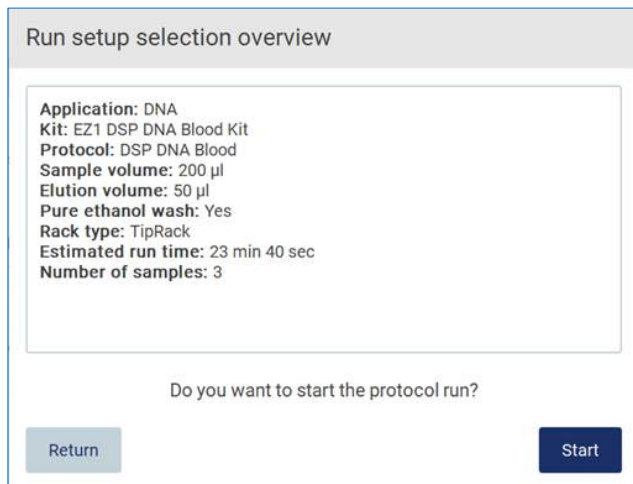 Run setup selection overview
Application: DNA
Kit: EZ1 DSP DNA Blood Kit
Protocol: DSP DNA Blood
Sample volume: 200 µl
Elution volume: 50 µl
Pure ethanol wash: Yes
Rack type: TipRack
Estimated run time: 23 min 40 sec
Number of samples: 3
Do you want to start the protocol run?
Return
Start